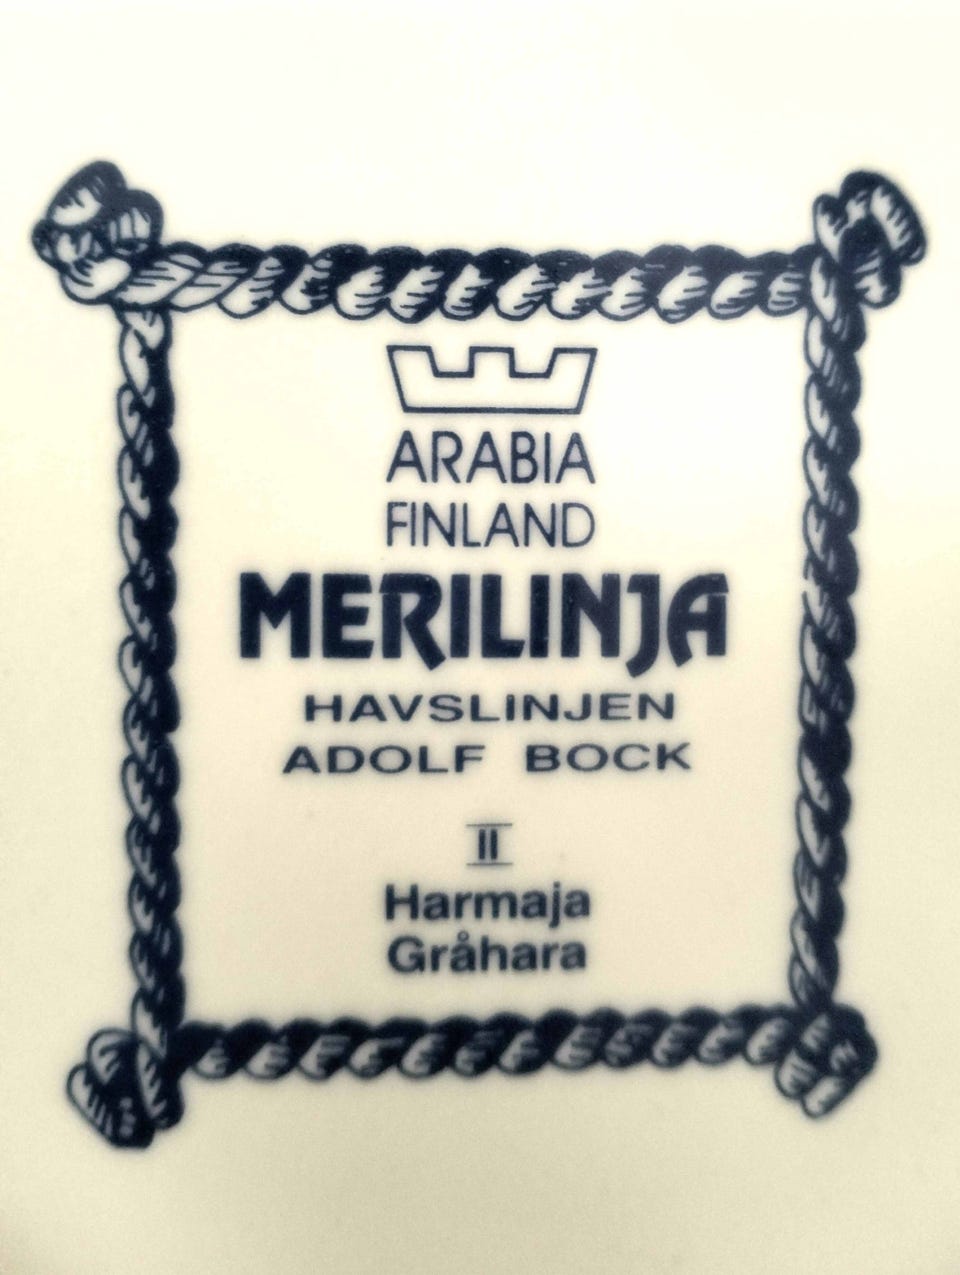 ARABIA
FINLAND
MERILINJA
HAVSLINJEN
ADOLF BOCK
II
Harmaja
Gråhara